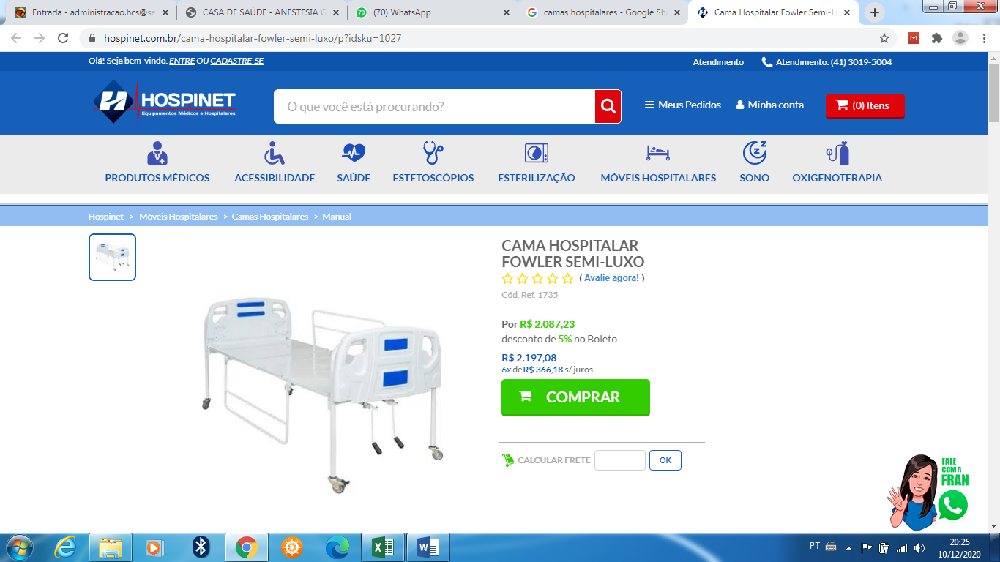 Entrada - administracao.hcs@se
CASA DE SAÚDE - ANESTESIA G
(70) WhatsApp
camas hospitalares - Google Sho
Cama Hospitalar Fowler Semi-L
hospinet.com.br/cama-hospitalar-fowler-semi-luxo/p?idsku=1027
Olá! Seja bem-vindo. ENTRE OU CADASTRE-SE
Atendimento
Atendimento: (41) 3019-5004
HOSPINET
Equipamentos Médicos e Hospitalares
O que você está procurando?
Meus Pedidos
Minha conta
(0) Itens
PRODUTOS MÉDICOS
ACESSIBILIDADE
SAÚDE
ESTETOSCÓPIOS
ESTERILIZAÇÃO
MÓVEIS HOSPITALARES
SONO
OXIGENOTERAPIA
Hospinet > Móveis Hospitalares > Camas Hospitalares > Manual
CAMA HOSPITALAR
FOWLER SEMI-LUXO
( Avalie agora! )
Cód. Ref. 1735
Por R$ 2.087,23
desconto de 5% no Boleto
R$ 2.197,08
6x de R$ 366,18 s/ juros
COMPRAR
CALCULAR FRETE
OK
FALE
COM A
FRAN
PT
20:25
10/12/2020